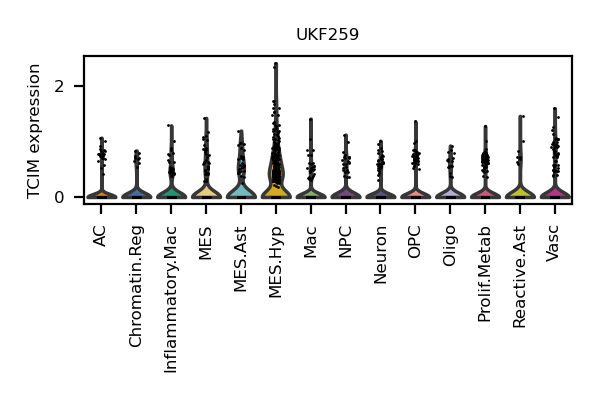 UKF259
TCIM expression
2
0
AC
Chromatin.Reg
Inflammatory.Mac
MES
MES.Ast
MES.Hyp
Mac
NPC
Neuron
OPC
Oligo
Prolif.Metab
Reactive.Ast
Vasc